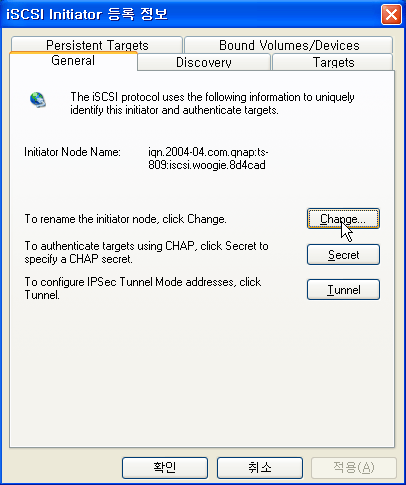 iSCSI Initiator 등록 정보
Persistent Targets
Bound Volumes/Devices
General
Discovery
Targets
The iSCSI protocol uses the following information to uniquely
identify this initiator and authenticate targets.
Initiator Node Name:
iqn.2004-04.com.qnap:ts-
809:iscsi.woogie.8d4cad
To rename the initiator node, click Change.
Change...
To authenticate targets using CHAP, click Secret to
specify a CHAP secret.
Secret
To configure IPSec Tunnel Mode addresses, click
Tunnel.
Tunnel
확인
취소
적용(A)